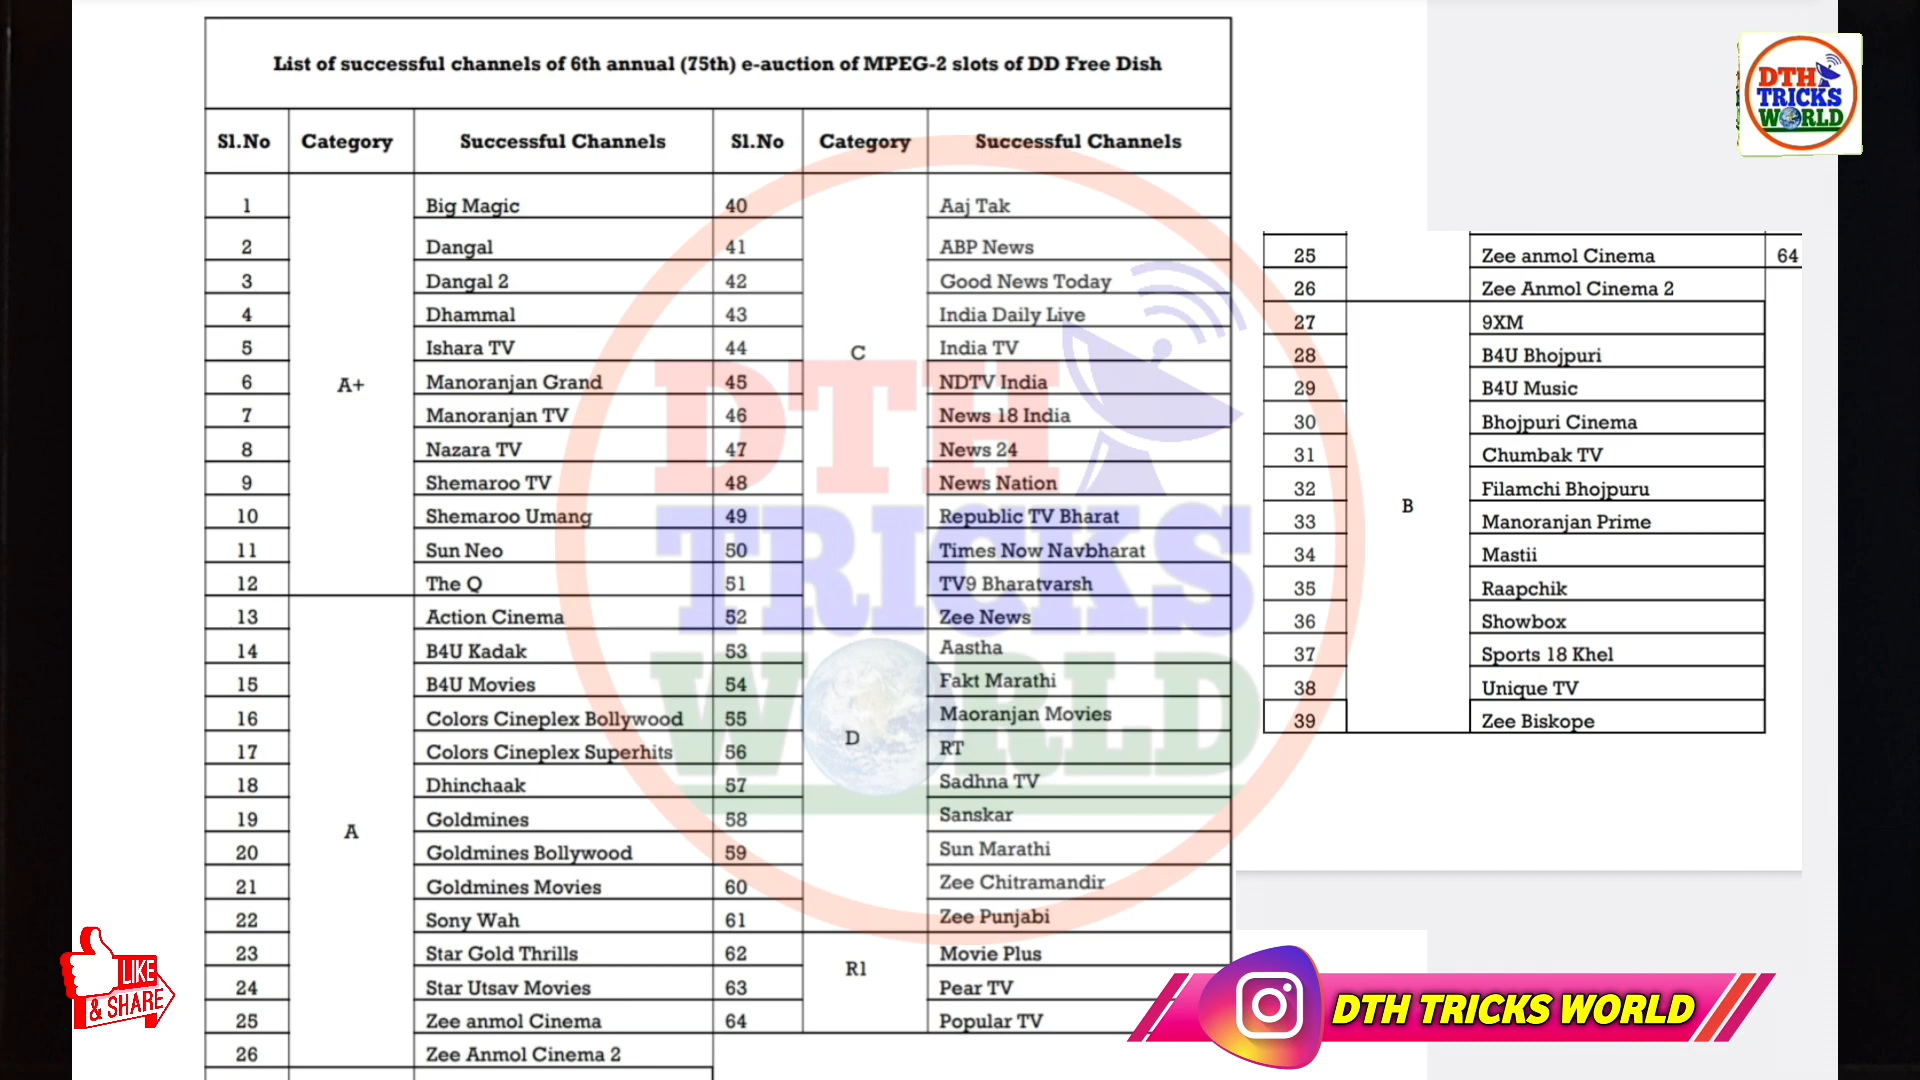 List of successful channels of 6th annual (75th) e-auction of MPEG-2 slots of DD Free Dish
Sl.No Category Successful Channels Sl.No Category Successful Channels
1 Big Magic 40 Aaj Tak
2 Dangal 41 ABP News
3 Dangal 2 42 Good News Today
4 Dhammal 43 India Daily Live
5 Ishara TV 44 India TV
C
6 Manoranjan Grand 45 NDTV India
A+
7 Manoranjan TV 46 News 18 India
8 Nazara TV 47 News 24
9 Shemaroo TV 48 News Nation
10 Shemaroo Umang 49 Republic TV Bharat
11 Sun Neo 50 Times Now Navbharat
12 The Q 51 TV9 Bharatvarsh
13 Action Cinema 52 Zee News
14 B4U Kadak 53 Aastha
15 B4U Movies 54 Fakt Marathi
16 Colors Cineplex Bollywood 55 Maoranjan Movies
D
17 Colors Cineplex Superhits 56 RT
18 Dhinchaak 57 Sadhna TV
19 Goldmines 58 Sanskar
A
20 Goldmines Bollywood 59 Sun Marathi
21 Goldmines Movies 60 Zee Chitramandir
22 Sony Wah 61 Zee Punjabi
23 Star Gold Thrills 62 Movie Plus
R1
24 Star Utsav Movies 63 Pear TV
25 Zee anmol Cinema 64 Popular TV
26 Zee Anmol Cinema 2
25 Zee anmol Cinema 64
26 Zee Anmol Cinema 2
27 9XM
28 B4U Bhojpuri
29 B4U Music
30 Bhojpuri Cinema
31 Chumbak TV
32 Filamchi Bhojpuru
B
33 Manoranjan Prime
34 Mastii
35 Raapchik
36 Showbox
37 Sports 18 Khel
38 Unique TV
39 Zee Biskope
DTH
TRICKS
WORLD
DTH
TRICKS
WORLD
LIKE
& SHARE
DTH TRICKS WORLD